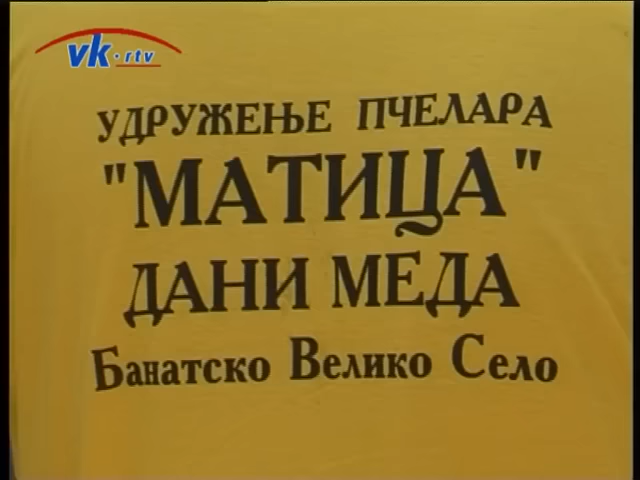 vk·rtv
УДРУЖЕЊЕ ПЧЕЛАРА
"МАТИЦА"
ДАНИ МЕДА
Банатско Велико Село